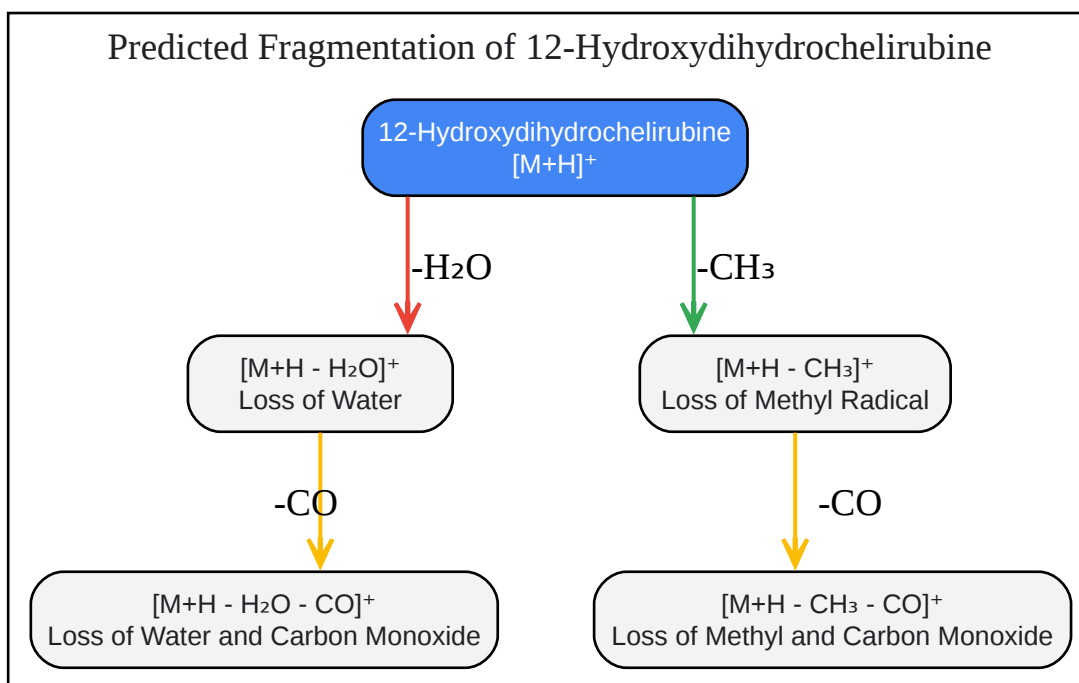 Predicted Fragmentation of 12-Hydroxydihydrochelirubine
12-Hydroxydihydrochelirubine
[M+H]⁺
-H₂O
-CH₃
[M+H - H₂O]⁺
Loss of Water
[M+H - CH₃]⁺
Loss of Methyl Radical
-CO
-CO
[M+H - H₂O - CO]⁺
Loss of Water and Carbon Monoxide
[M+H - CH₃ - CO]⁺
Loss of Methyl and Carbon Monoxide